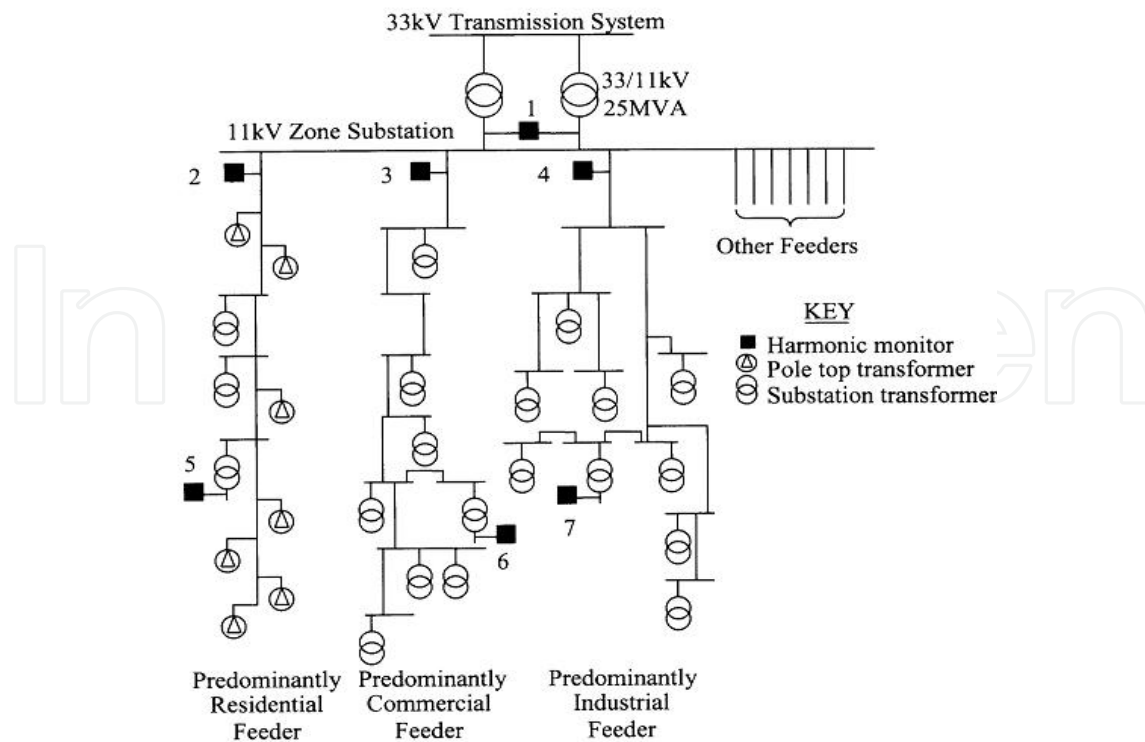 33kV Transmission System
33/11kV
25MVA
1
11kV Zone Substation
2
3
4
Other Feeders
KEY
Harmonic monitor
Pole top transformer
Substation transformer
5
6
7
Predominantly
Residential
Feeder
Predominantly
Commercial
Feeder
Predominantly
Industrial
Feeder